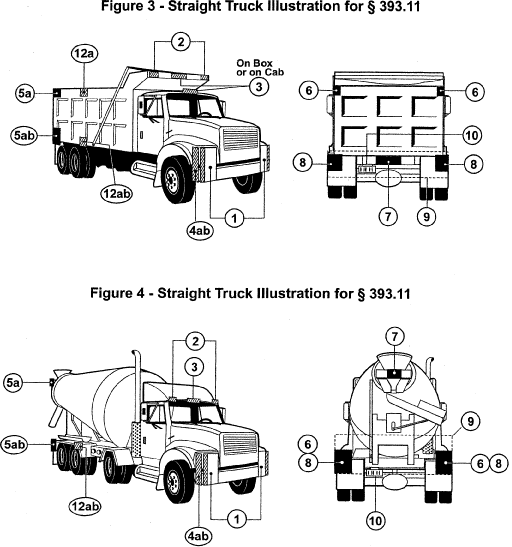 Figure 3 - Straight Truck Illustration for § 393.11
2
12a
On Box
or on Cab
5a
3
6
6
5ab
10
8
8
12ab
1
7
9
4ab
Figure 4 - Straight Truck Illustration for § 393.11
7
2
5a
3
9
5ab
6
8
6
8
12ab
1
10
4ab